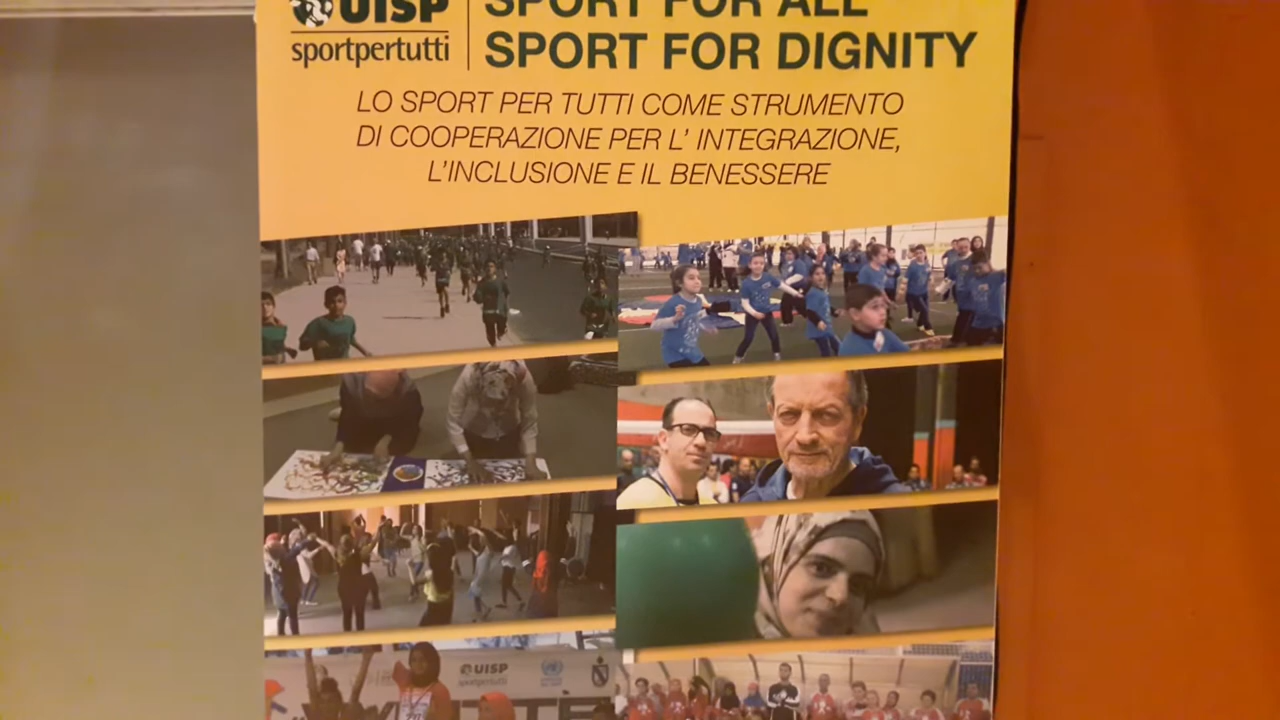 UISP
sportpertutti
SPORT FOR ALL
SPORT FOR DIGNITY
LO SPORT PER TUTTI COME STRUMENTO
DI COOPERAZIONE PER L' INTEGRAZIONE,
L'INCLUSIONE E IL BENESSERE
UISP
sportpertutti